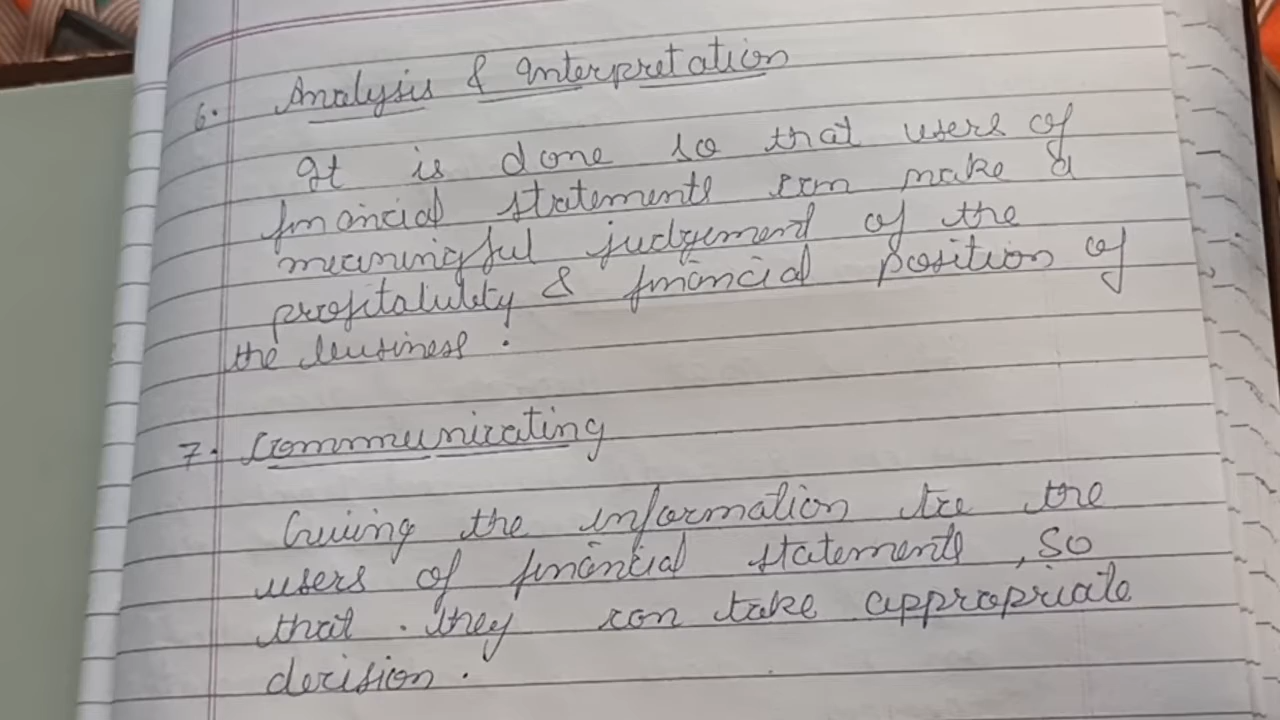 6. Analysis & Interpretation
It is done so that users of
financial statements can make a
meaningful judgement of the
profitability & financial position of
the business.
7. Communicating
Giving the information to the
users of financial statements, so
that they can take appropriate
decision.